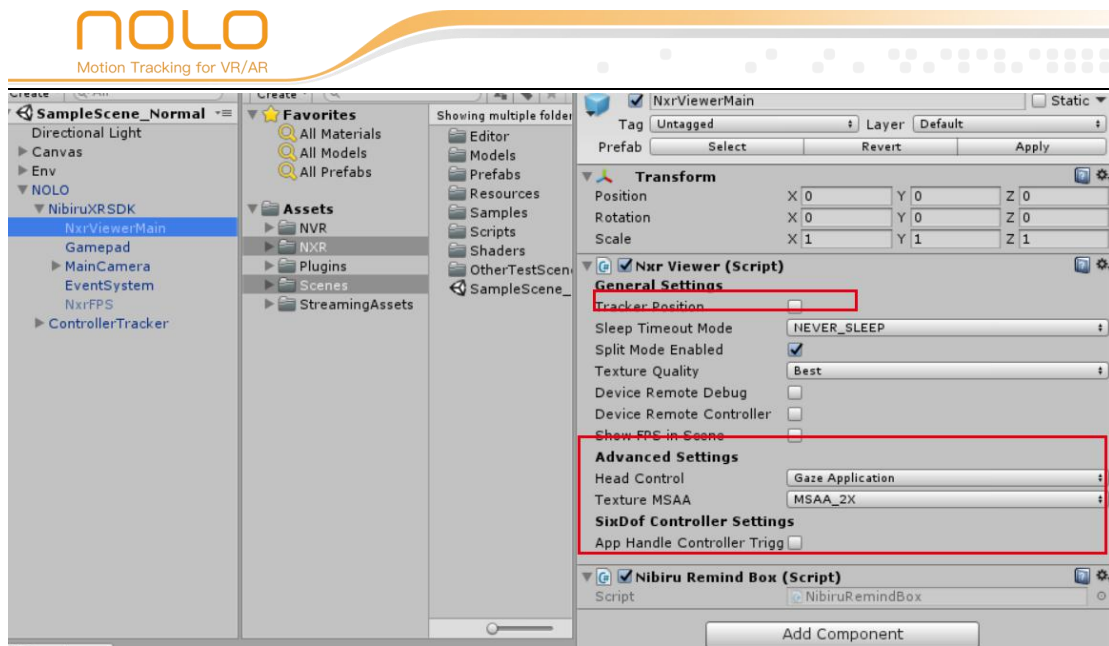 NOLO
Motion Tracking for VR/AR
Create
SampleScene_Normal
Directional Light
Canvas
Env
NOLO
NibiruXRSDK
NxrViewerMain
Gamepad
MainCamera
EventSystem
NxrFPS
ControllerTracker
Create
Favorites
All Materials
All Models
All Prefabs
Assets
NVR
NXR
Plugins
Scenes
StreamingAssets
Showing multiple folder
Editor
Models
Prefabs
Resources
Samples
Scripts
Shaders
OtherTestScen
SampleScene_
NxrViewerMain Static
Tag Untagged Layer Default
Prefab Select Revert Apply
Transform
Position X 0 Y 0 Z 0
Rotation X 0 Y 0 Z 0
Scale X 1 Y 1 Z 1
Nxr Viewer (Script)
General Settings
Tracker Position
Sleep Timeout Mode NEVER_SLEEP
Split Mode Enabled
Texture Quality Best
Device Remote Debug
Device Remote Controller
Show FPS in Scene
Advanced Settings
Head Control Gaze Application
Texture MSAA MSAA_2X
SixDof Controller Settings
App Handle Controller Trigg
Nibiru Remind Box (Script)
Script NibiruRemindBox
Add Component